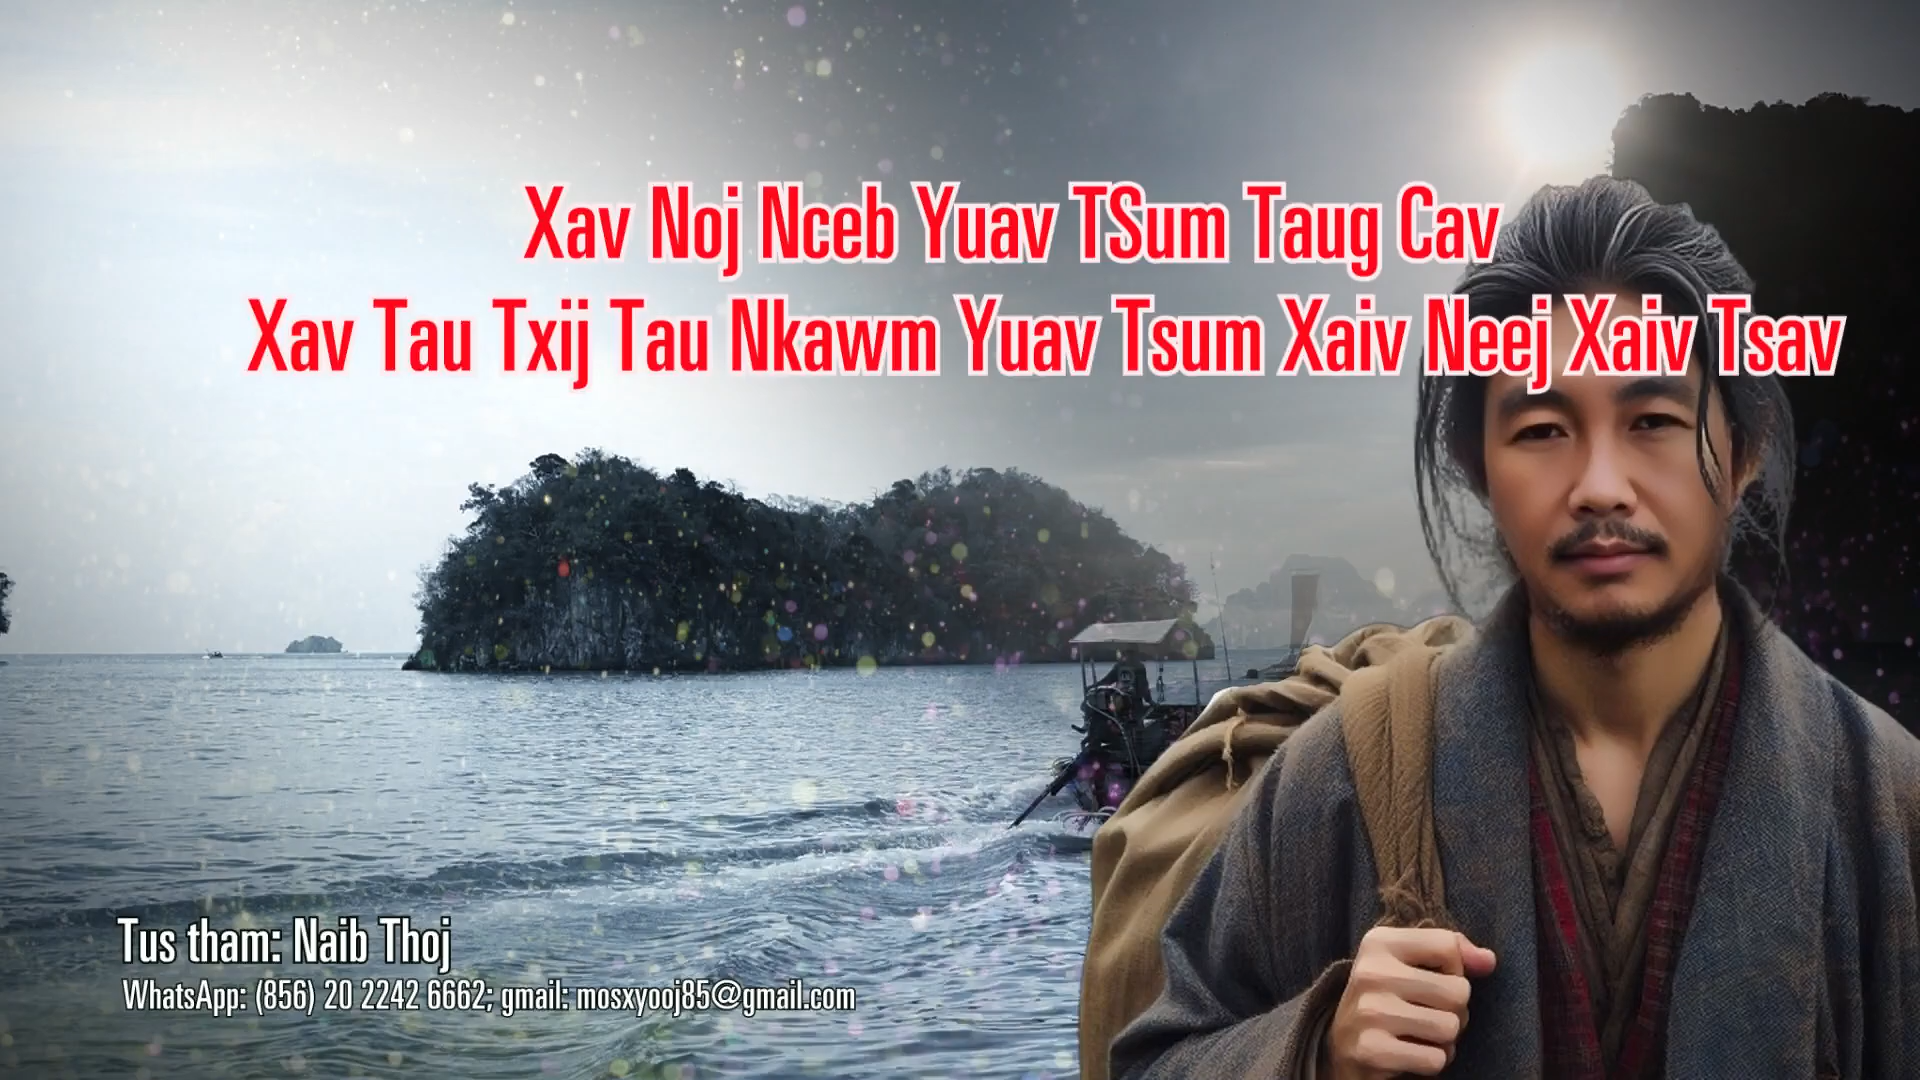 Xav Noj Nceb Yuav TSum Taug Cav
Xav Tau Txij Tau Nkawm Yuav Tsum Xaiv Neej Xaiv Tsav
Tus tham: Naib Thoj
WhatsApp: (856) 20 2242 6662; gmail: mosxyooj85@gmail.com